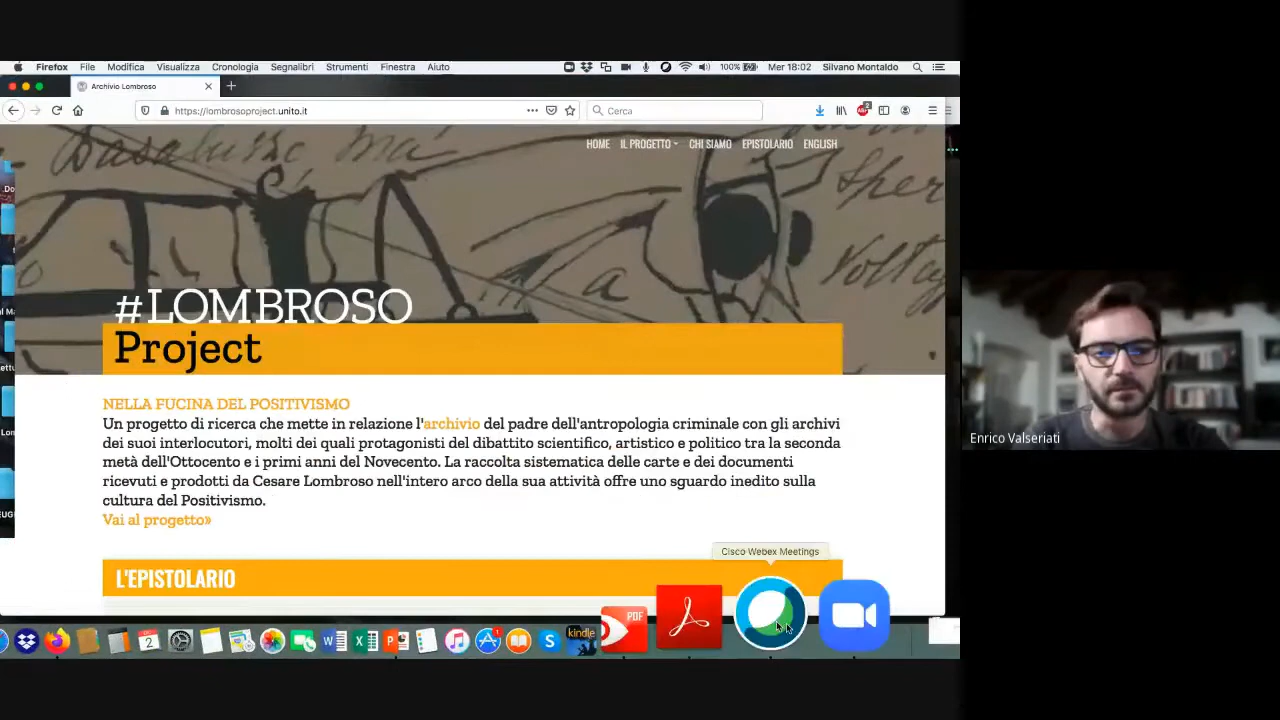 Firefox File Modifica Visualizza Cronologia Segnalibri Strumenti Finestra Aiuto 100% Mer 18:02 Silvano Montaldo
Archivio Lombroso
https://lombrosoproject.unito.it Cerca
HOME IL PROGETTO CHI SIAMO EPISTOLARIO ENGLISH
#LOMBROSO
Project
NELLA FUCINA DEL POSITIVISMO
Un progetto di ricerca che mette in relazione l'archivio del padre dell'antropologia criminale con gli archivi
dei suoi interlocutori, molti dei quali protagonisti del dibattito scientifico, artistico e politico tra la seconda
metà dell'Ottocento e i primi anni del Novecento. La raccolta sistematica delle carte e dei documenti
ricevuti e prodotti da Cesare Lombroso nell'intero arco della sua attività offre uno sguardo inedito sulla
cultura del Positivismo.
Vai al progetto»
Enrico Valseriati
Cisco Webex Meetings
L'EPISTOLARIO
PDF
kindle
2